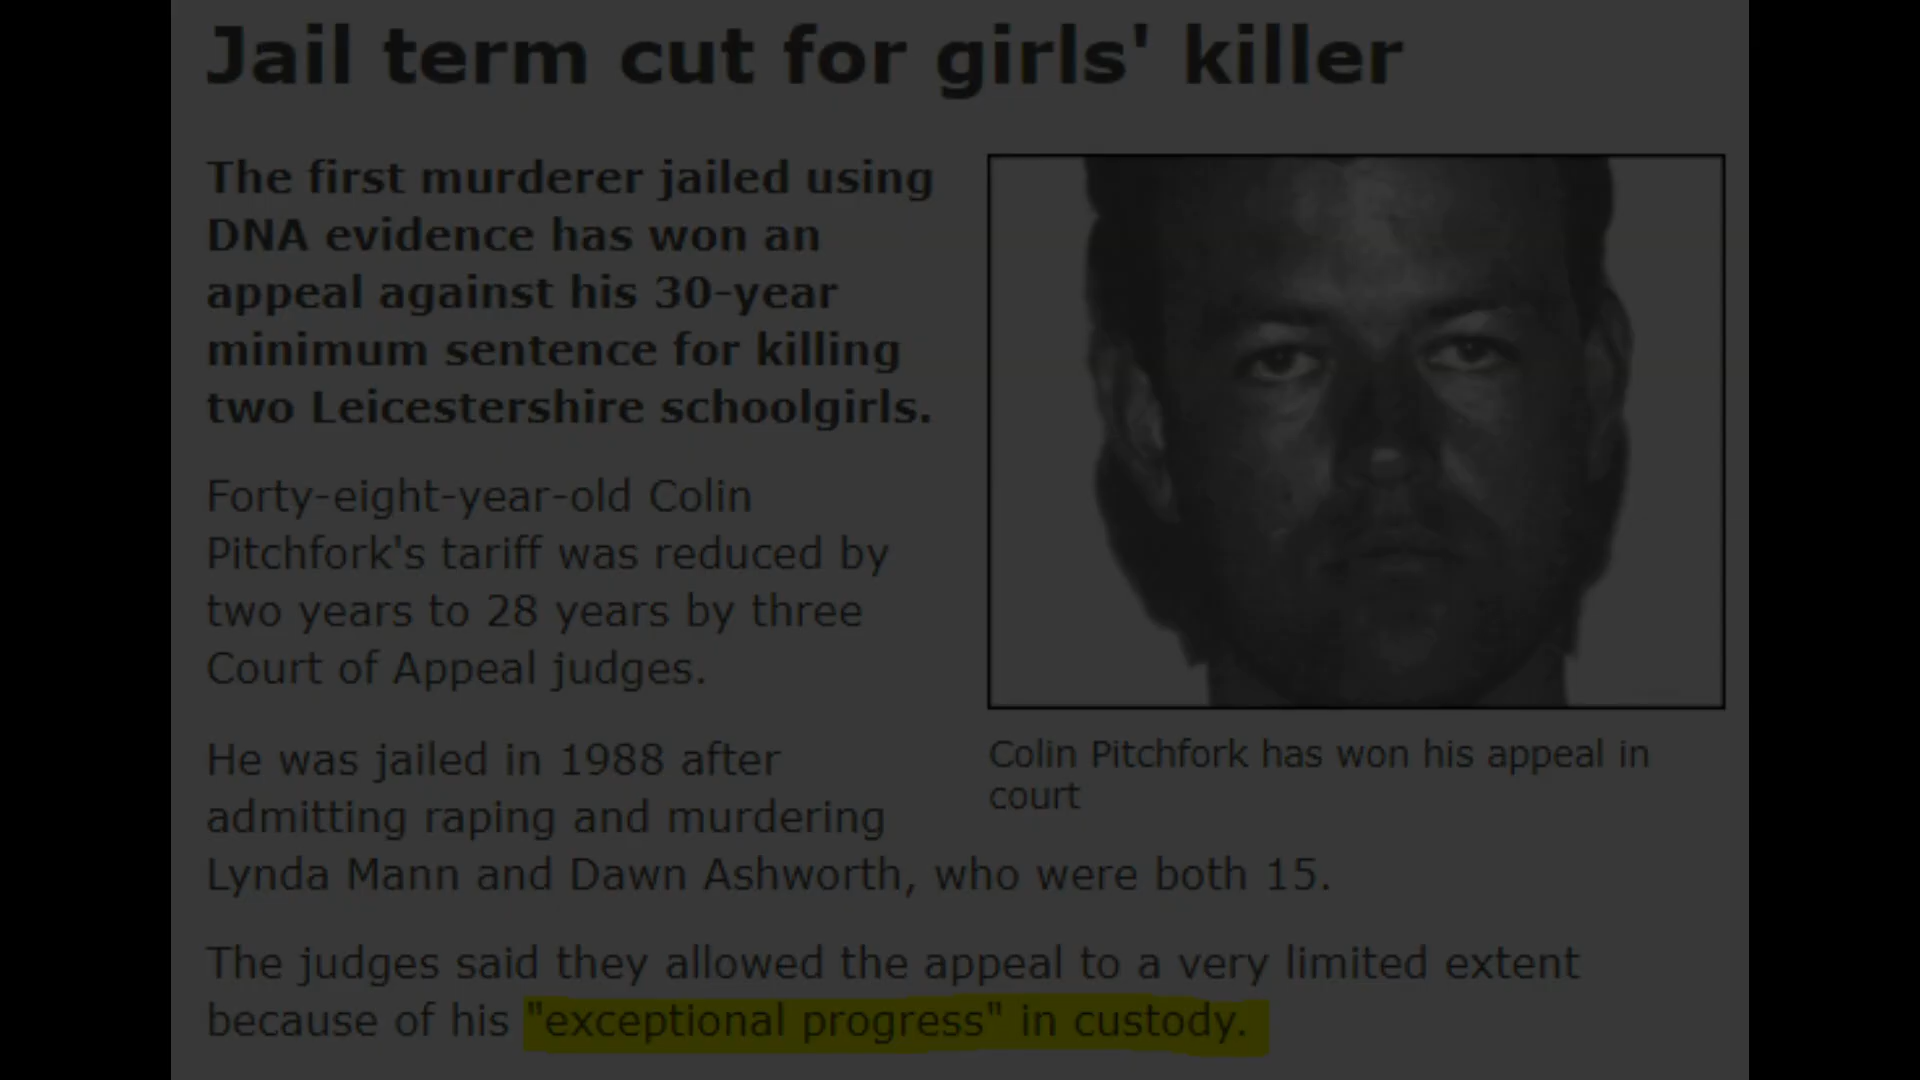 Jail term cut for girls' killer
The first murderer jailed using
DNA evidence has won an
appeal against his 30-year
minimum sentence for killing
two Leicestershire schoolgirls.
Forty-eight-year-old Colin
Pitchfork's tariff was reduced by
two years to 28 years by three
Court of Appeal judges.
He was jailed in 1988 after
admitting raping and murdering
Lynda Mann and Dawn Ashworth, who were both 15.
The judges said they allowed the appeal to a very limited extent
because of his "exceptional progress" in custody.
Colin Pitchfork has won his appeal in
court